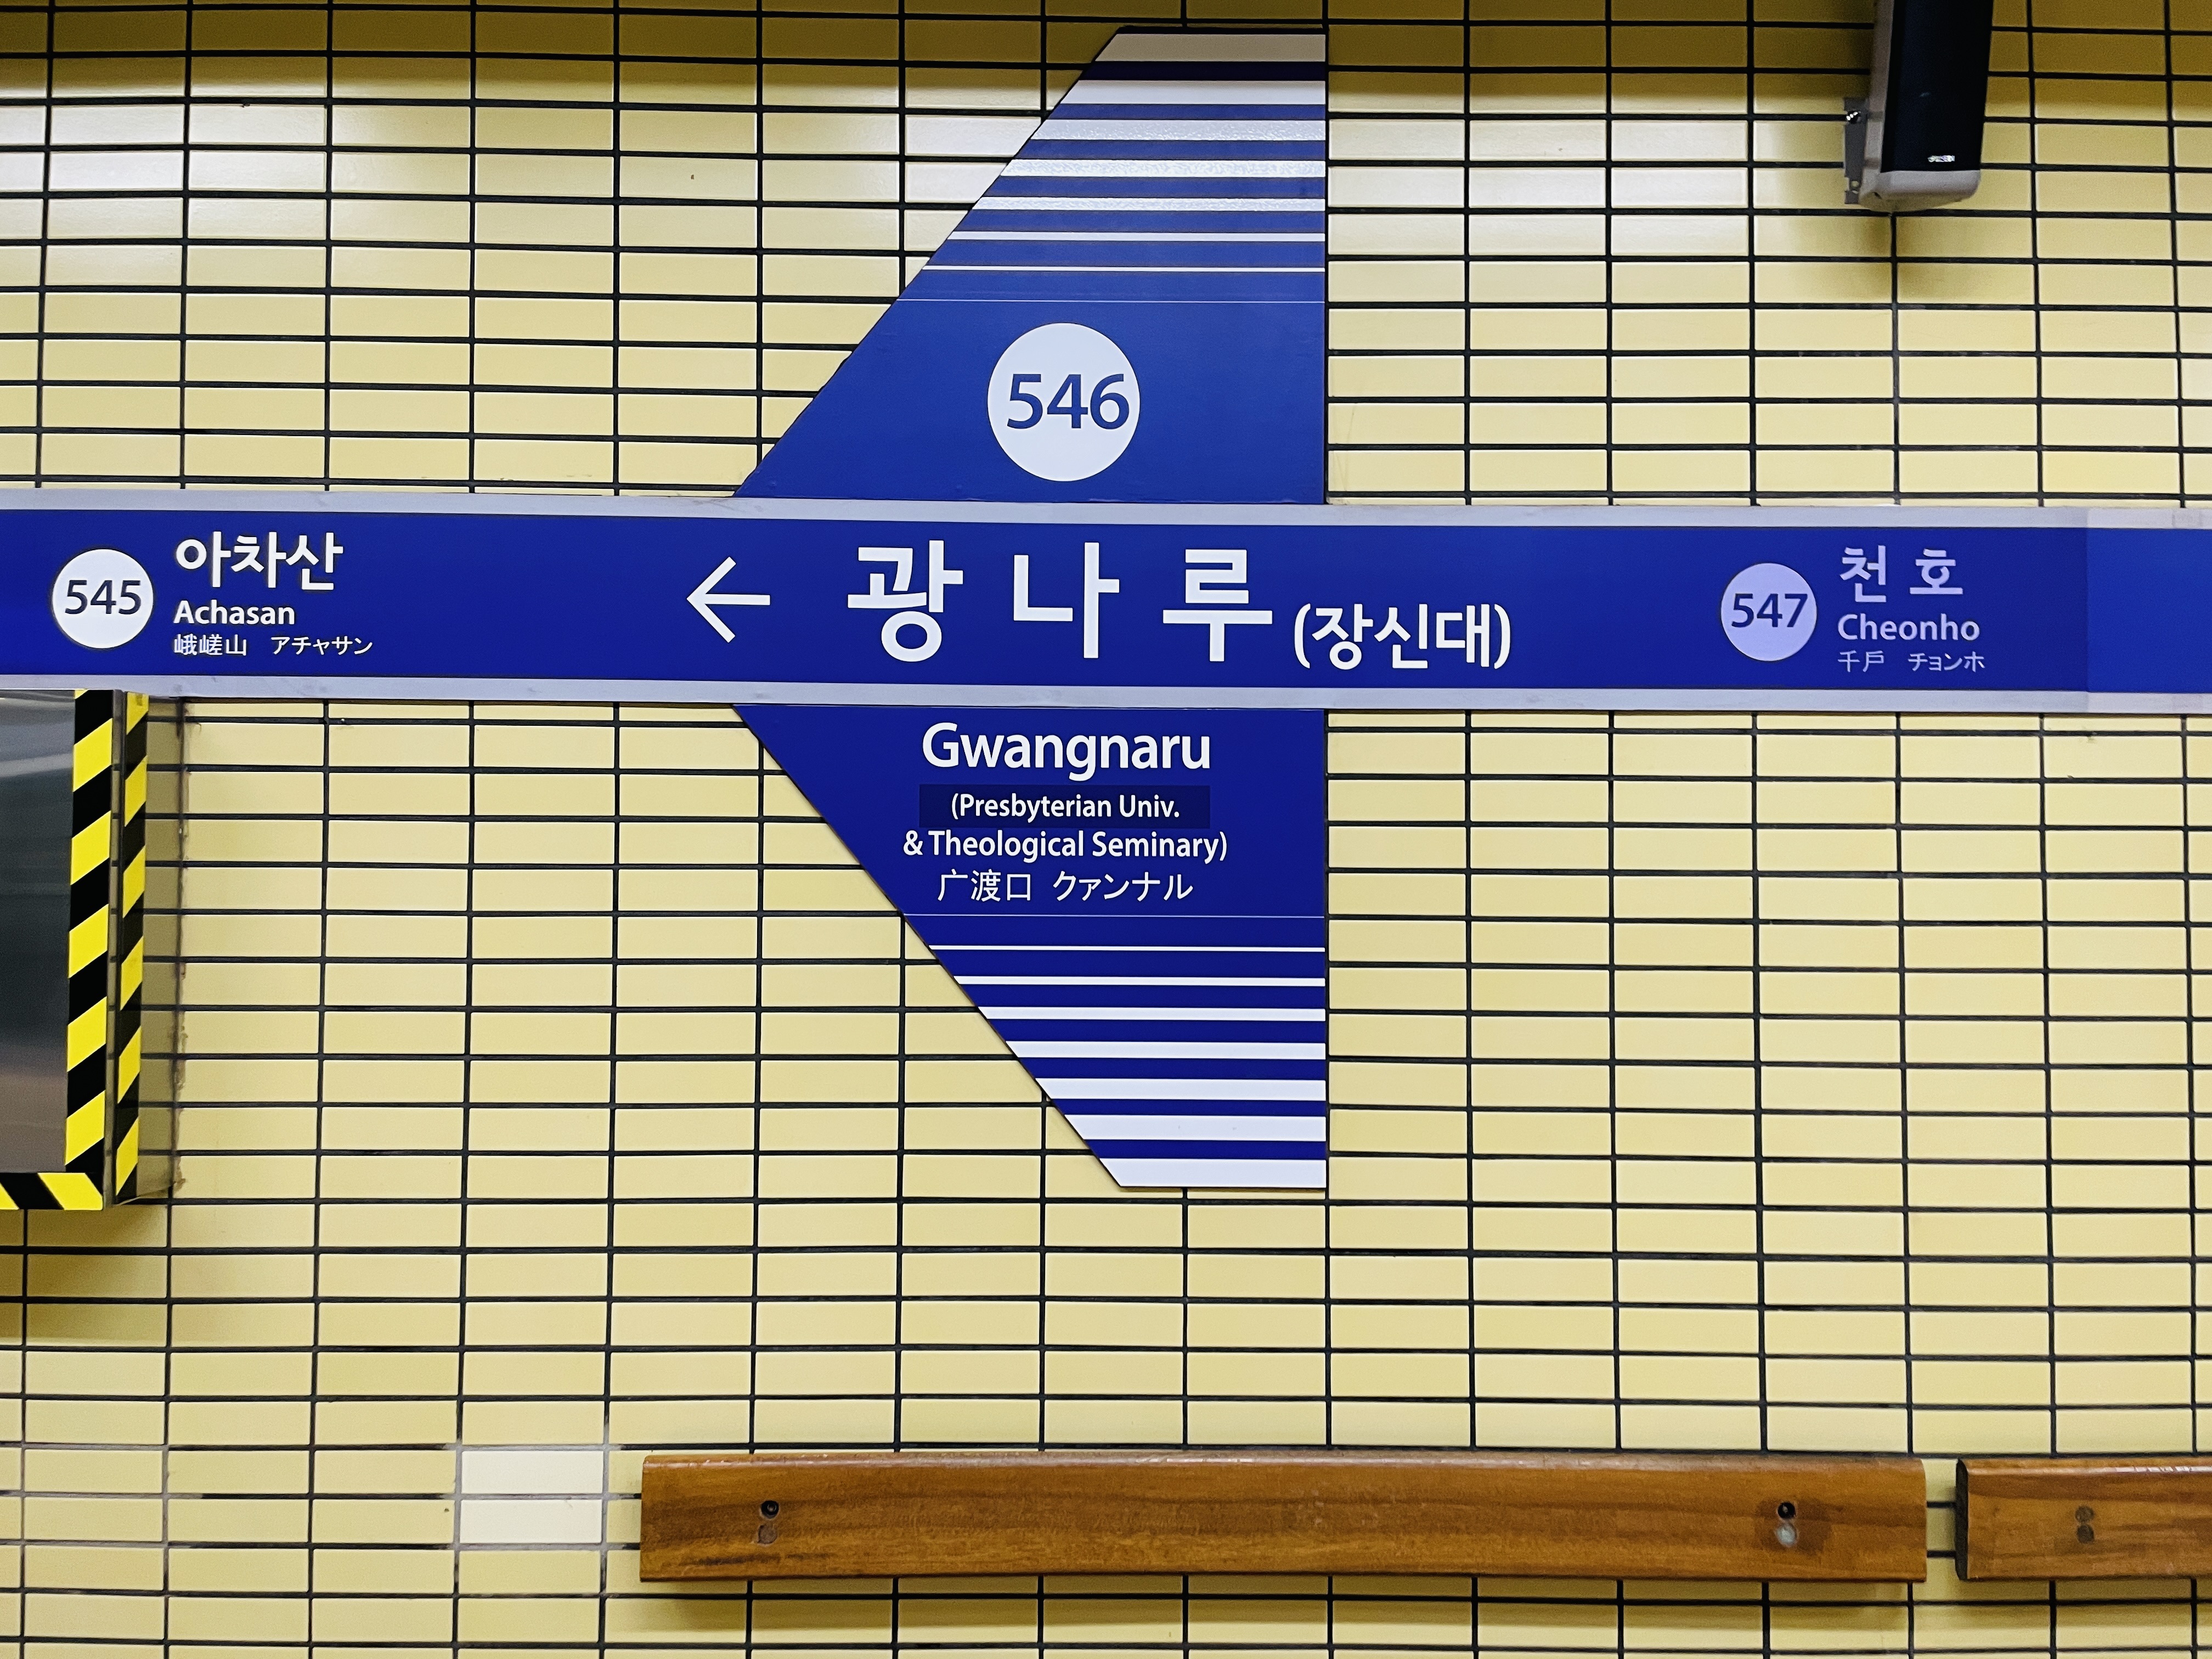 546
545
아차산
Achasan
峨嵯山 アチャサン
← 광나루 (장신대)
547
천호
Cheonho
千戶 チョンホ
Gwangnaru
(Presbyterian Univ.
& Theological Seminary)
广渡口 クァンナル